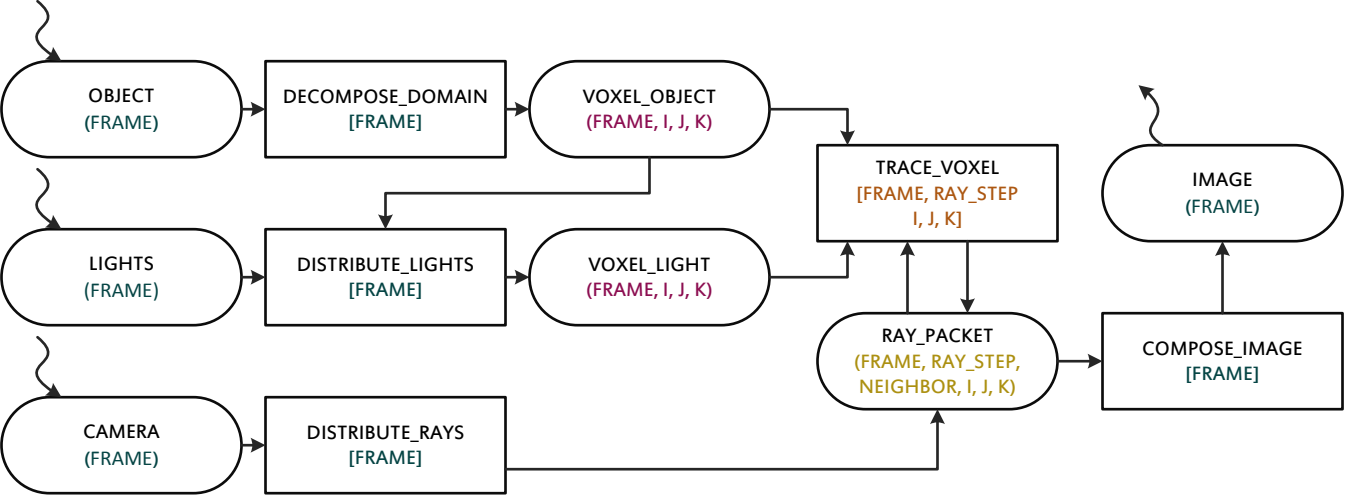 OBJECT
(FRAME)
DECOMPOSE_DOMAIN
[FRAME]
VOXEL_OBJECT
(FRAME, I, J, K)
TRACE_VOXEL
[FRAME, RAY_STEP
I, J, K]
IMAGE
(FRAME)
LIGHTS
(FRAME)
DISTRIBUTE_LIGHTS
[FRAME]
VOXEL_LIGHT
(FRAME, I, J, K)
RAY_PACKET
(FRAME, RAY_STEP,
NEIGHBOR, I, J, K)
COMPOSE_IMAGE
[FRAME]
CAMERA
(FRAME)
DISTRIBUTE_RAYS
[FRAME]